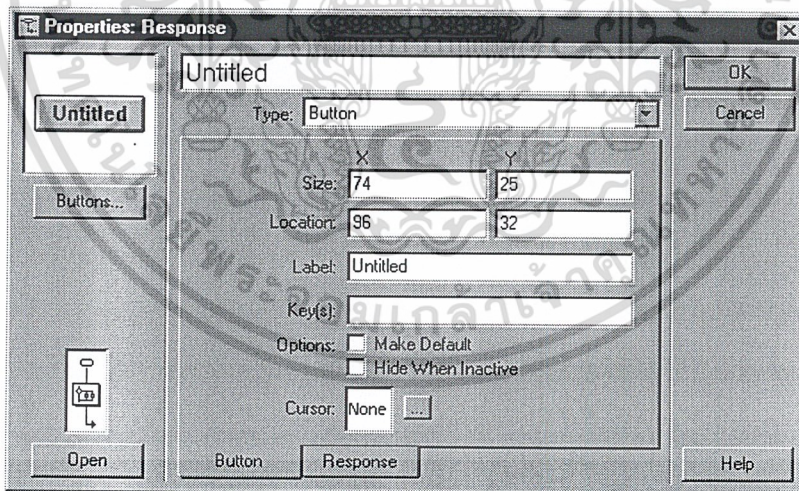 Properties: Response
Untitled
OK
Untitled
Type: Button
Cancel
X Y
Size: 74 25
Buttons...
Location: 96 32
Label: Untitled
Key(s):
Options: Make Default
Hide When Inactive
Cursor: None ...
Open
Button Response
Help